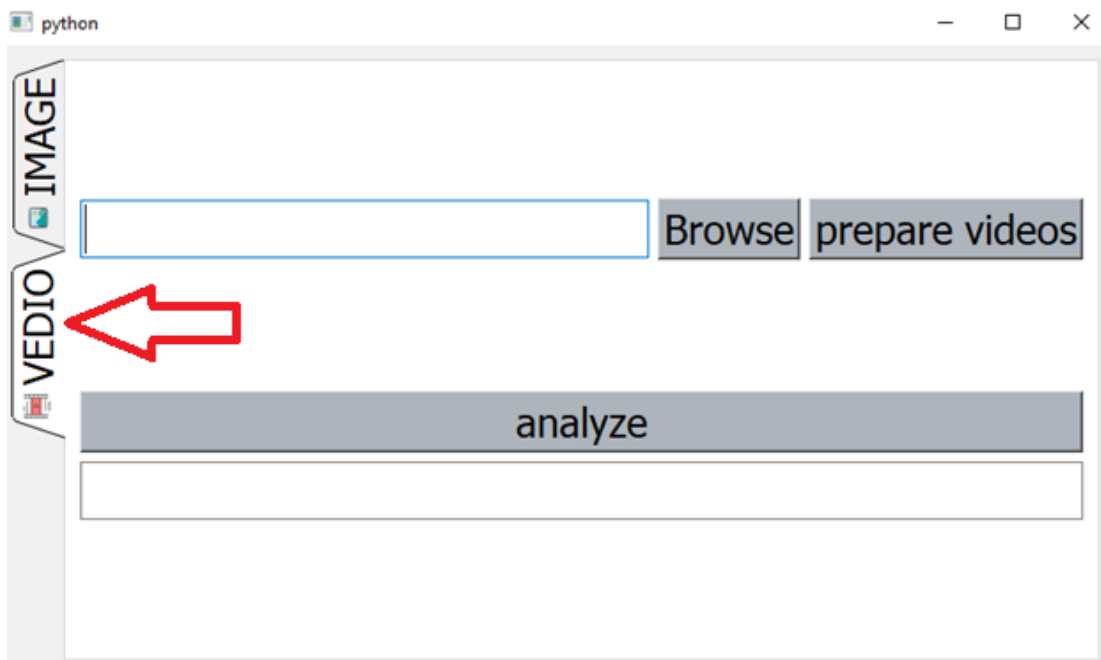 python
IMAGE
VEDIO
Browse
prepare videos
analyze